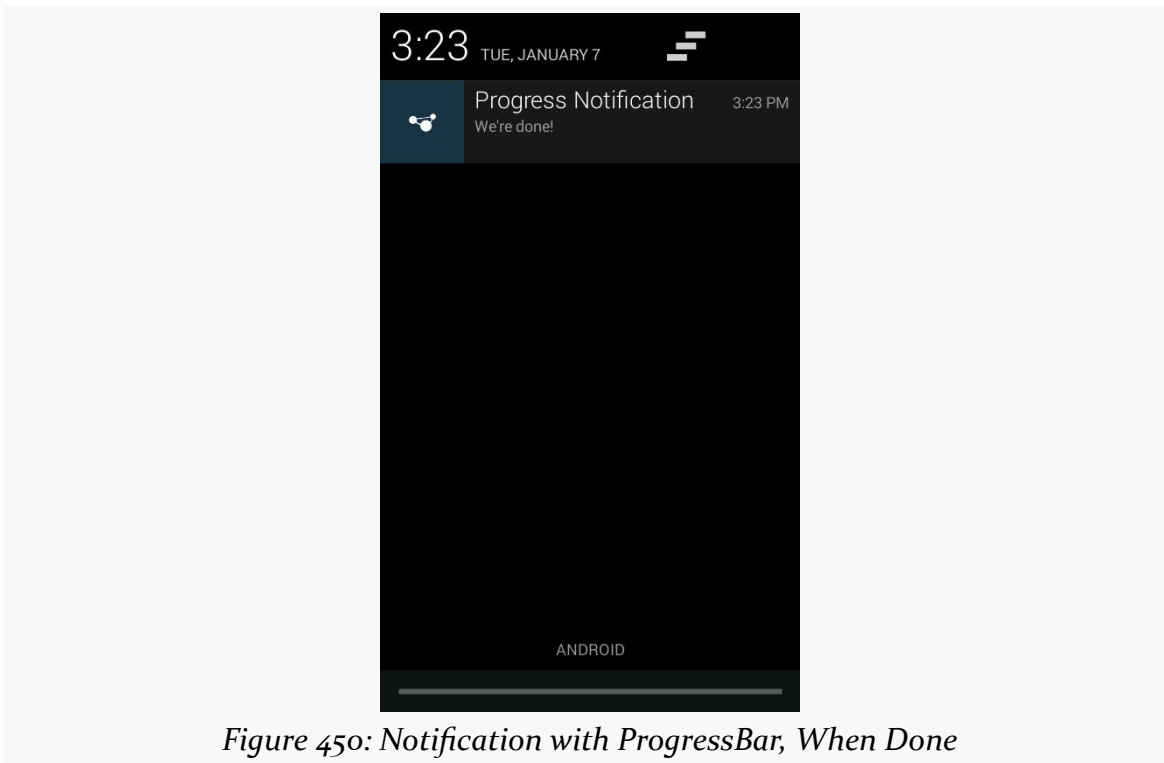 3:23 TUE, JANUARY 7
Progress Notification 3:23 PM
We're done!
ANDROID
Figure 450: Notification with ProgressBar, When Done